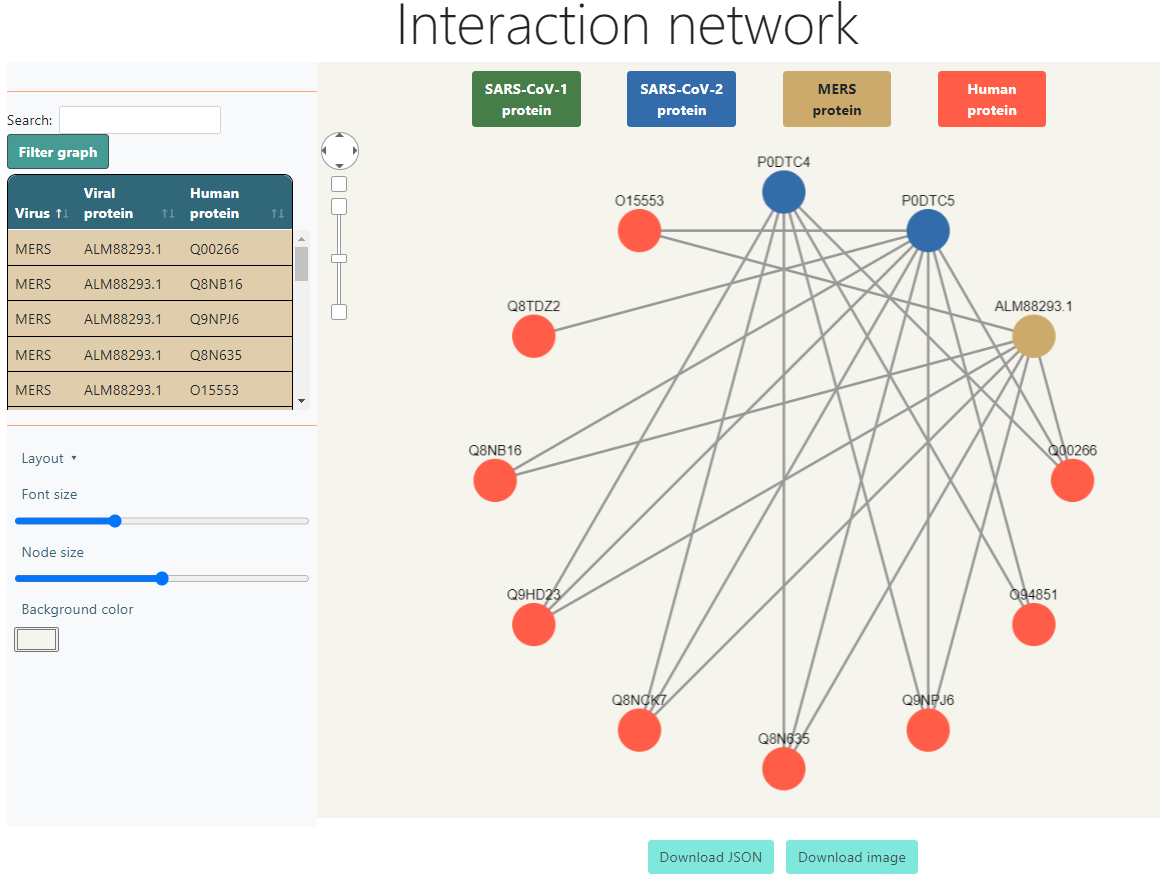 Interaction network
Search:
Filter graph
Virus ↑↓ Viral protein ↑↓ Human protein ↑↓
MERS ALM88293.1 Q00266
MERS ALM88293.1 Q8NB16
MERS ALM88293.1 Q9NPJ6
MERS ALM88293.1 Q8N635
MERS ALM88293.1 O15553
Layout
Font size
Node size
Background color
SARS-CoV-1
protein
SARS-CoV-2
protein
MERS
protein
Human
protein
P0DTC4
O15553
P0DTC5
Q8TDZ2
ALM88293.1
Q8NB16
Q00266
Q9HD23
O94851
Q8NCK7
Q9NPJ6
Q8N635
Download JSON
Download image